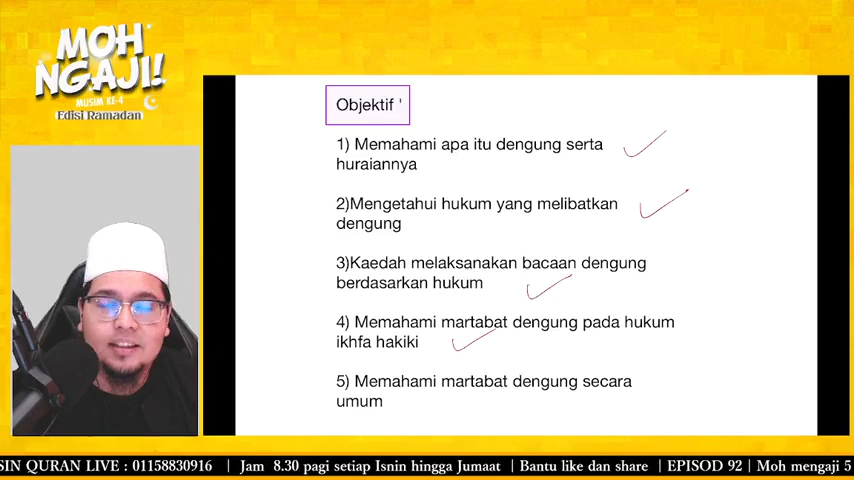 MOH
NGAJI!
MUSIM KE-4
Edisi Ramadan
Objektif '
1) Memahami apa itu dengung serta
huraiannya
2)Mengetahui hukum yang melibatkan
dengung
3)Kaedah melaksanakan bacaan dengung
berdasarkan hukum
4) Memahami martabat dengung pada hukum
ikhfa hakiki
5) Memahami martabat dengung secara
umum
SIN QURAN LIVE : 01158830916 | Jam 8.30 pagi setiap Isnin hingga Jumaat | Bantu like dan share | EPISOD 92 | Moh mengaji 5